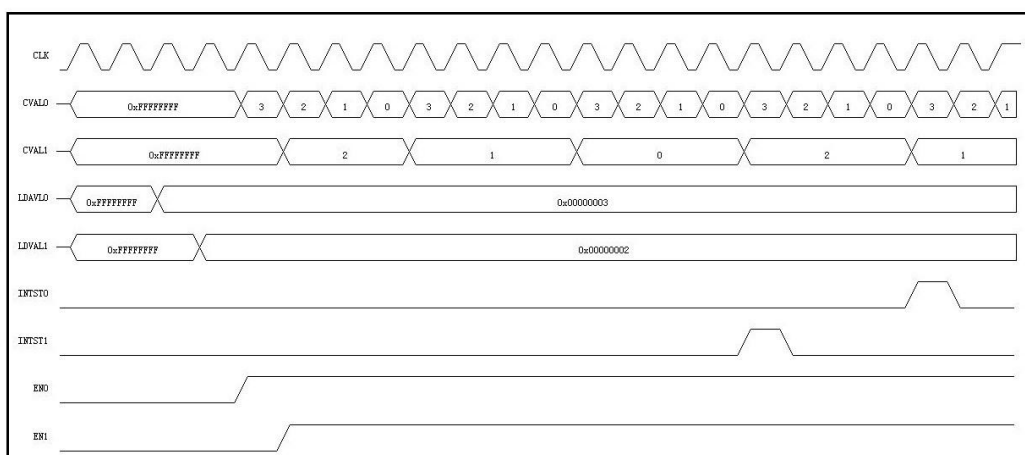 CLK
CVAL0 0xFFFFFFFF 3 2 1 0 3 2 1 0 3 2 1 0 3 2 1 0 3 2 1
CVAL1 0xFFFFFFFF 2 1 0 2 1
LDAVL0 0xFFFFFFFF 0x00000003
LDVAL1 0xFFFFFFFF 0x00000002
INTST0
INTST1
EN0
EN1